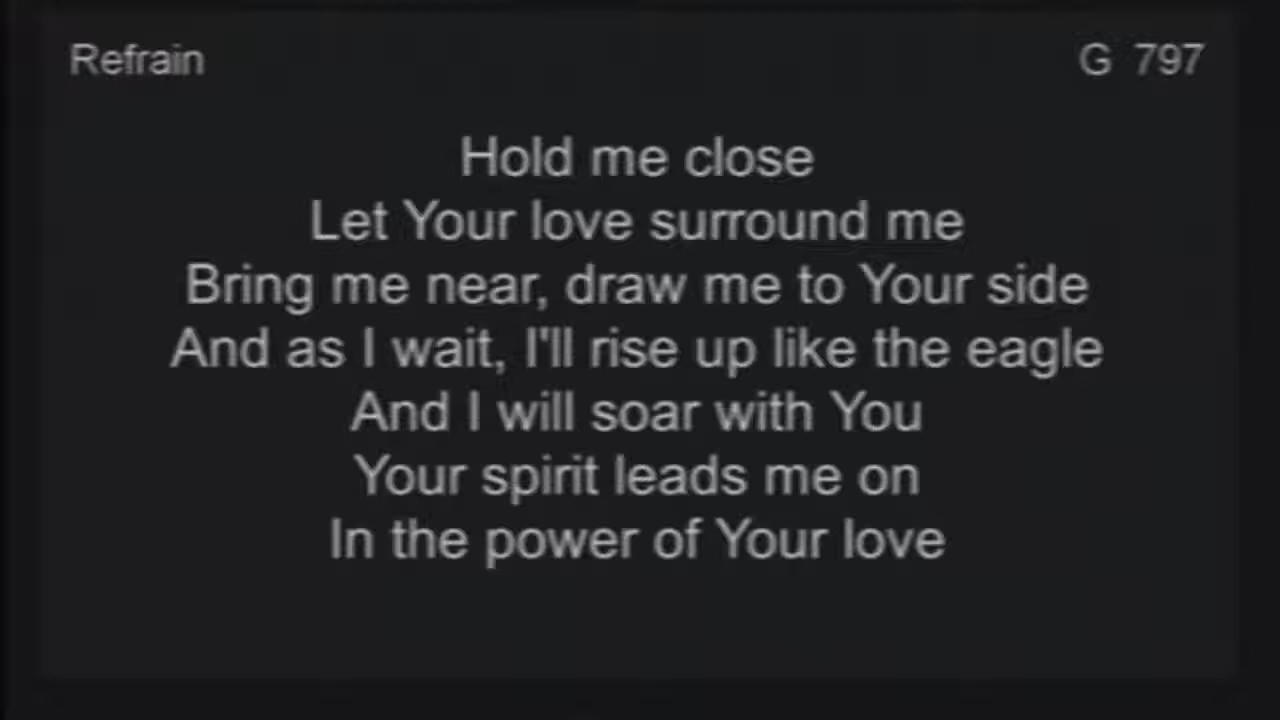 Refrain G 797
Hold me close
Let Your love surround me
Bring me near, draw me to Your side
And as I wait, I'll rise up like the eagle
And I will soar with You
Your spirit leads me on
In the power of Your love